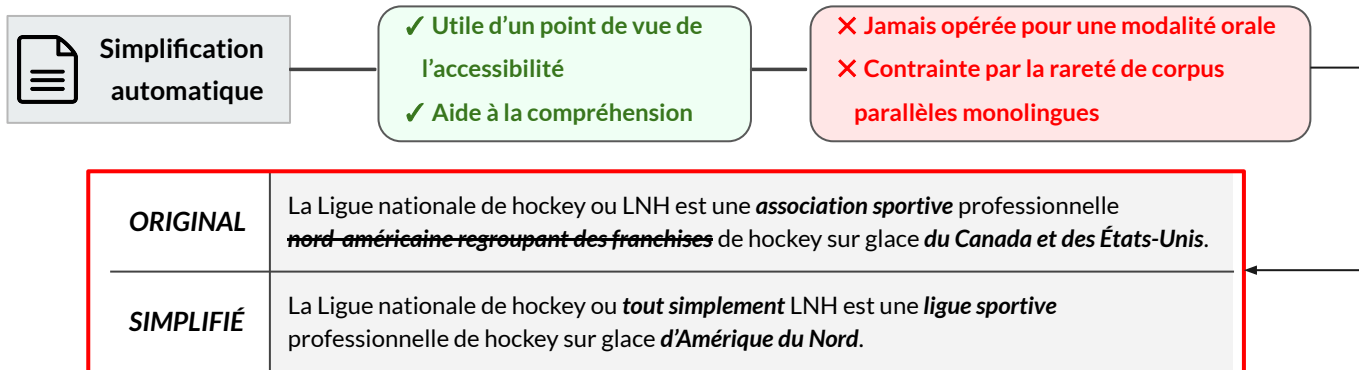 Simplification
automatique
✓ Utile d’un point de vue de
l’accessibilité
✓ Aide à la compréhension
✕ Jamais opérée pour une modalité orale
✕ Contrainte par la rareté de corpus
parallèles monolingues
ORIGINAL
La Ligue nationale de hockey ou LNH est une association sportive professionnelle
nord-américaine regroupant des franchises de hockey sur glace du Canada et des États-Unis.
SIMPLIFIÉ
La Ligue nationale de hockey ou tout simplement LNH est une ligue sportive
professionnelle de hockey sur glace d’Amérique du Nord.